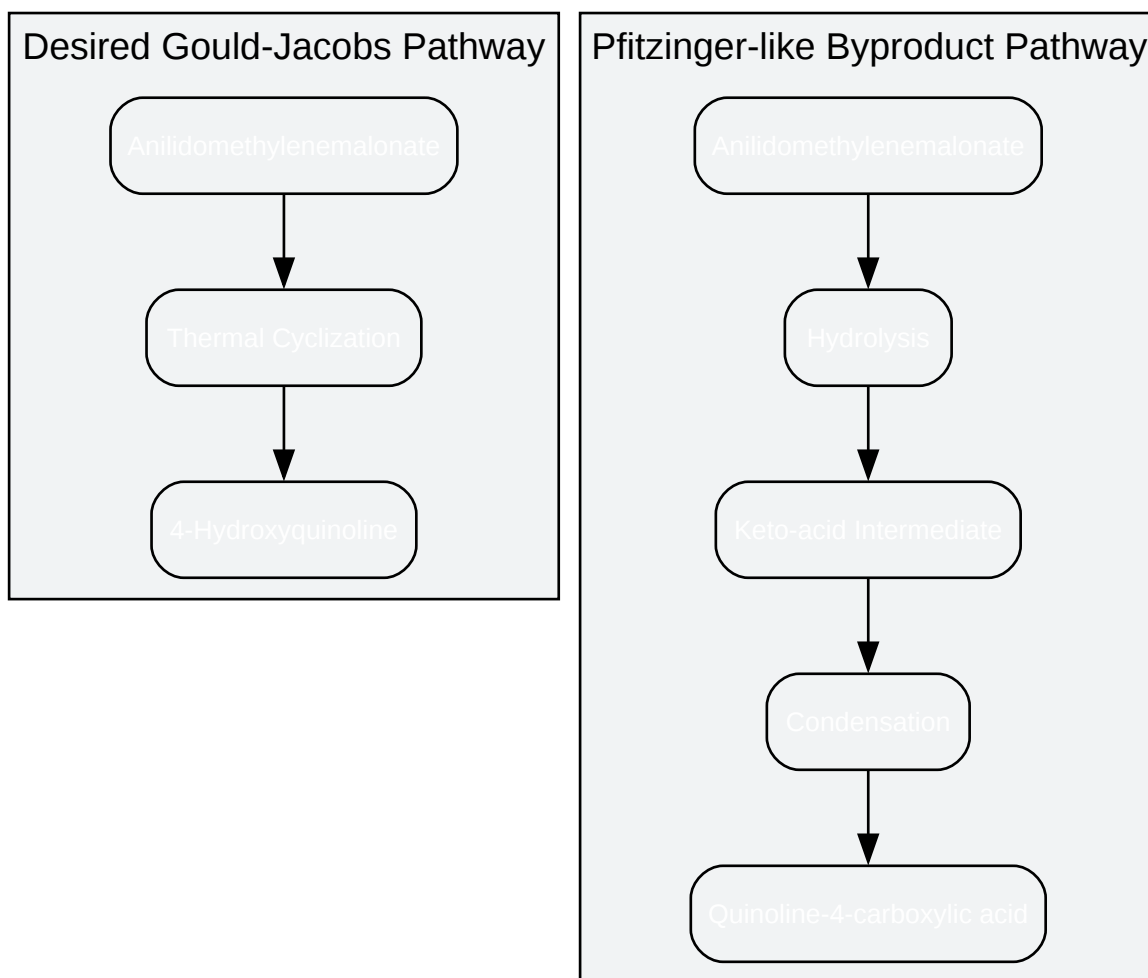 Desired Gould-Jacobs Pathway
Anilidomethylenemalonate
Thermal Cyclization
4-Hydroxyquinoline
Pfitzinger-like Byproduct Pathway
Anilidomethylenemalonate
Hydrolysis
Keto-acid Intermediate
Condensation
Quinoline-4-carboxylic acid